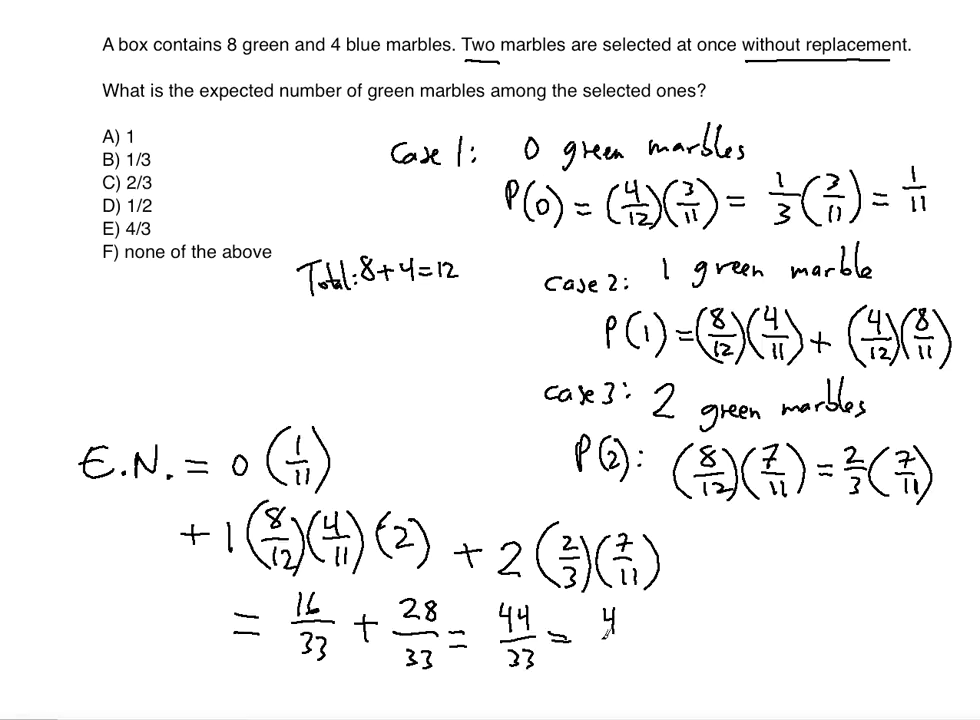 A box contains 8 green and 4 blue marbles. Two marbles are selected at once without replacement.
What is the expected number of green marbles among the selected ones?
A) 1
B) 1/3
C) 2/3
D) 1/2
E) 4/3
F) none of the above
Case 1: 0 green marbles
P(0) = (4/12)(3/11) = 1/3(3/11) = 1/11
Total: 8+4=12
case 2: 1 green marble
P(1) = (8/12)(4/11) + (4/12)(8/11)
case 3: 2 green marbles
P(2): (8/12)(7/11) = 2/3(7/11)
E.N. = 0(1/11)
+ 1(8/12)(4/11)(2) + 2(2/3)(7/11)
= 16/33 + 28/33 = 44/33 = 4